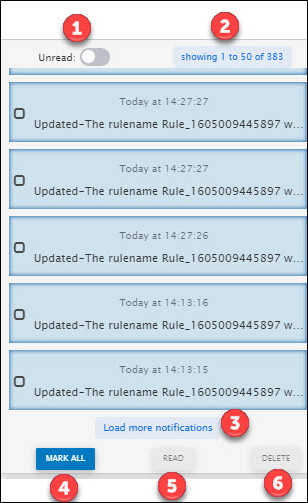 1
2
Unread:
showing 1 to 50 of 383
Today at 14:27:27
Updated-The rulename Rule_1605009445897 w...
Today at 14:27:27
Updated-The rulename Rule_1605009445897 w...
Today at 14:27:26
Updated-The rulename Rule_1605009445897 w...
Today at 14:13:16
Updated-The rulename Rule_1605009445897 w...
Today at 14:13:15
Updated-The rulename Rule_1605009445897 w...
Load more notifications
3
MARK ALL
READ
DELETE
4
5
6